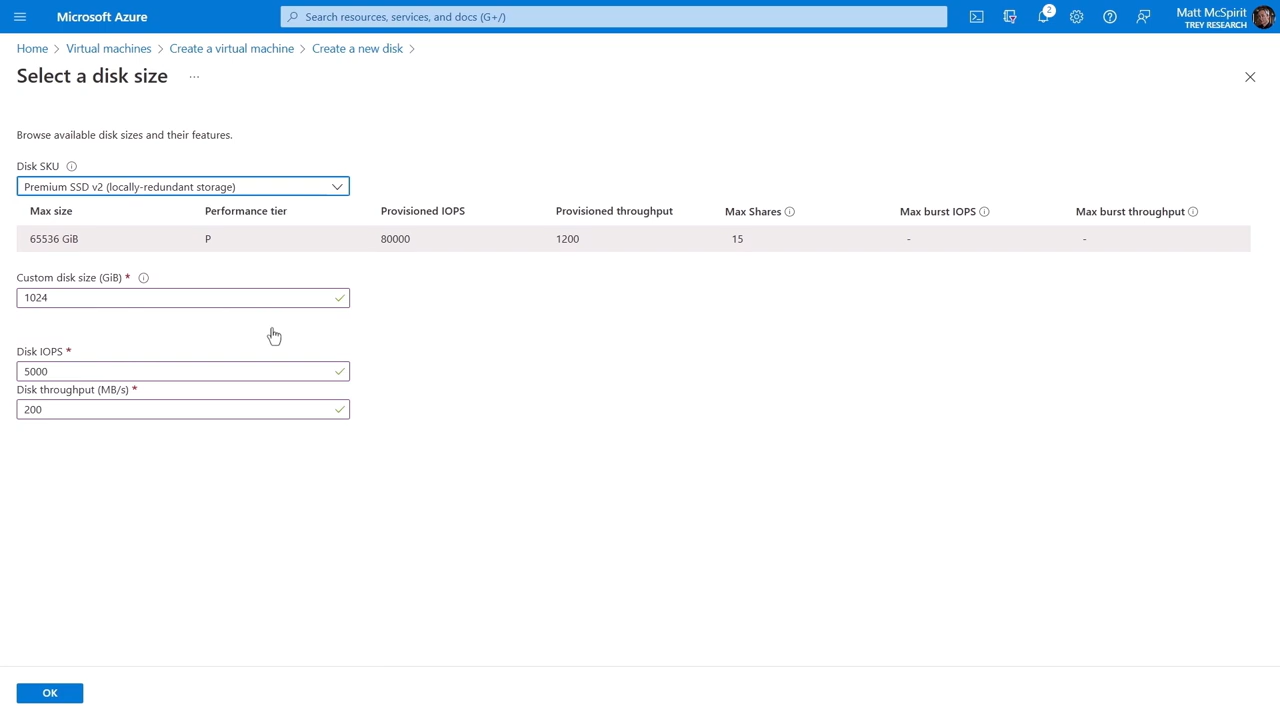 Microsoft Azure
Search resources, services, and docs (G+/)
2
Matt McSpirit
TREY RESEARCH
Home > Virtual machines > Create a virtual machine > Create a new disk >
Select a disk size ...
Browse available disk sizes and their features.
Disk SKU
Premium SSD v2 (locally-redundant storage)
Max size Performance tier Provisioned IOPS Provisioned throughput Max Shares Max burst IOPS Max burst throughput
65536 GiB P 80000 1200 15 - -
Custom disk size (GiB) *
1024
Disk IOPS *
5000
Disk throughput (MB/s) *
200
OK